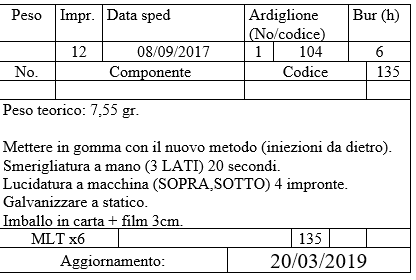 Peso Impr. Data sped Ardiglione Bur (h)
(No/codice)
12 08/09/2017 1 104 6
No. Componente Codice 135
Peso teorico: 7,55 gr.
Mettere in gomma con il nuovo metodo (iniezioni da dietro).
Smerigliatura a mano (3 LATI) 20 secondi.
Lucidatura a macchina (SOPRA,SOTTO) 4 impronte.
Galvanizzare a statico.
Imballo in carta + film 3cm.
MLT x6 135
Aggiornamento: 20/03/2019